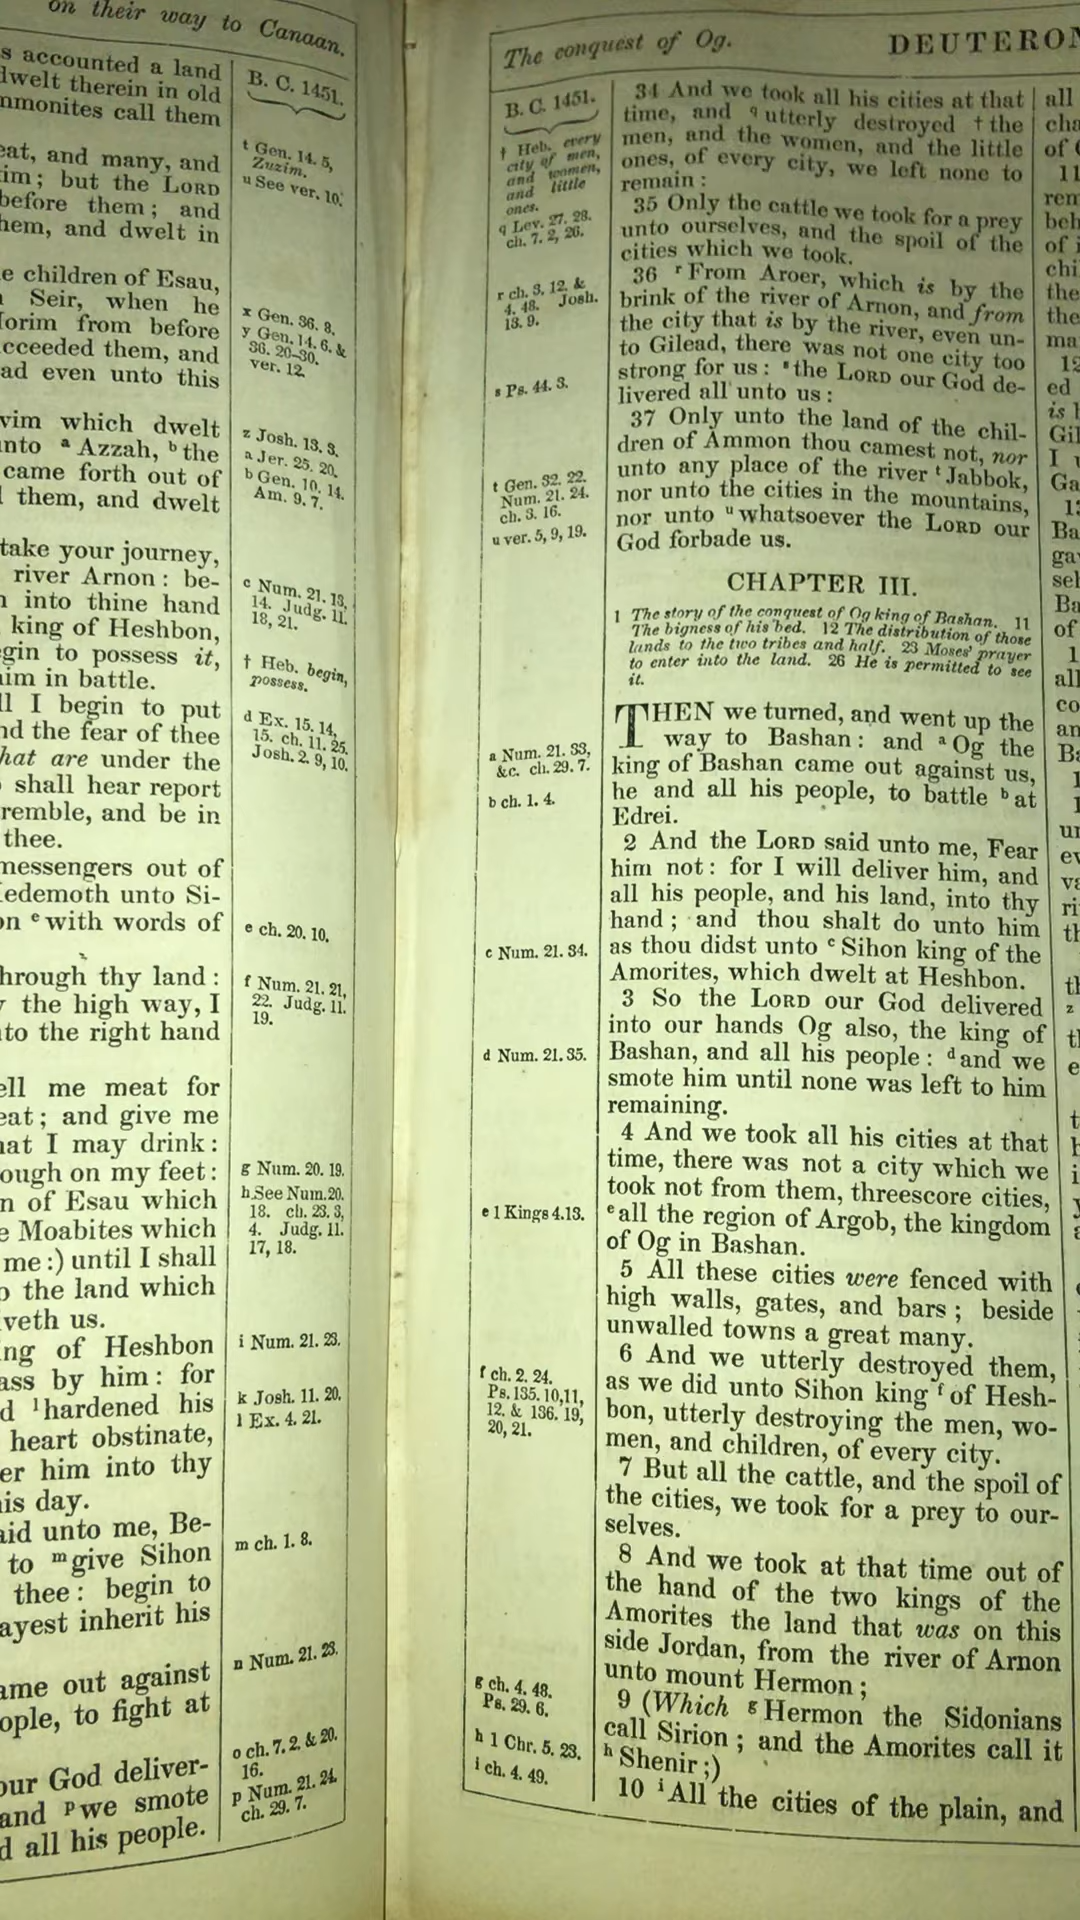 on their way to Canaan.
s accounted a land
dwelt therein in old
mmonites call them
eat, and many, and
im; but the LORD
before them; and
hem, and dwelt in
e children of Esau,
Seir, when he
Horim from before
cceeded them, and
ad even unto this
vim which dwelt
nto ᵃ Azzah, ᵇ the
came forth out of
them, and dwelt
take your journey,
river Arnon: be-
into thine hand
king of Heshbon,
gin to possess it,
him in battle.
ll I begin to put
nd the fear of thee
hat are under the
shall hear report
remble, and be in
thee.
messengers out of
Kedemoth unto Si-
on ᵉ with words of
hrough thy land:
the high way, I
nto the right hand
ell me meat for
eat; and give me
hat I may drink:
ough on my feet:
n of Esau which
e Moabites which
me:) until I shall
o the land which
veth us.
ng of Heshbon
ass by him: for
d ˡ hardened his
heart obstinate,
er him into thy
is day.
aid unto me, Be-
to ᵐ give Sihon
thee: begin to
ayest inherit his
ame out against
ople, to fight at
our God deliver-
and ᵖ we smote
d all his people.
B. C. 1451.
t Gen. 14. 5,
Zuzim.
u See ver. 10.
x Gen. 36. 8.
y Gen. 14. 6. &
36. 20-30.
ver. 12.
z Josh. 13. 3.
a Jer. 25. 20.
b Gen. 10. 14.
Am. 9. 7.
c Num. 21. 13,
14. Judg. 11.
18, 21.
† Heb. begin,
possess.
d Ex. 15. 14,
15. ch. 11. 25.
Josh. 2. 9, 10.
e ch. 20. 10.
f Num. 21. 21,
22. Judg. 11.
19.
g Num. 20. 19.
h See Num. 20.
18. ch. 23. 3,
4. Judg. 11.
17, 18.
i Num. 21. 23.
k Josh. 11. 20.
l Ex. 4. 21.
m ch. 1. 8.
n Num. 21. 23.
o ch. 7. 2. & 20.
16.
p Num. 21. 24.
ch. 29. 7.
The conquest of Og.
DEUTERON
B. C. 1451.
† Heb. every
city of men,
and women,
and little
ones.
q Lev. 27. 28.
ch. 7. 2, 26.
r ch. 3. 12. &
4. 48. Josh.
13. 9.
s Ps. 44. 3.
t Gen. 32. 22.
Num. 21. 24.
ch. 3. 16.
u ver. 5, 9, 19.
a Num. 21. 33,
&c. ch. 29. 7.
b ch. 1. 4.
c Num. 21. 34.
d Num. 21. 35.
e 1 Kings 4. 13.
f ch. 2. 24.
Ps. 135. 10, 11,
12. & 136. 19,
20, 21.
g ch. 4. 48.
Ps. 29. 6.
h 1 Chr. 5. 23.
i ch. 4. 49.
34 And we took all his cities at that
time, and ᑫ utterly destroyed † the
men, and the women, and the little
ones, of every city, we left none to
remain:
35 Only the cattle we took for a prey
unto ourselves, and the spoil of the
cities which we took.
36 ʳ From Aroer, which is by the
brink of the river of Arnon, and from
the city that is by the river, even un-
to Gilead, there was not one city too
strong for us: ˢ the LORD our God de-
livered all unto us:
37 Only unto the land of the chil-
dren of Ammon thou camest not, nor
unto any place of the river ᵗ Jabbok,
nor unto the cities in the mountains,
nor unto ᵘ whatsoever the LORD our
God forbade us.
CHAPTER III.
1 The story of the conquest of Og king of Bashan. 11
The bigness of his bed. 12 The distribution of those
lands to the two tribes and half. 23 Moses' prayer
to enter into the land. 26 He is permitted to see
it.
THEN we turned, and went up the
way to Bashan: and ᵃ Og the
king of Bashan came out against us,
he and all his people, to battle ᵇ at
Edrei.
2 And the LORD said unto me, Fear
him not: for I will deliver him, and
all his people, and his land, into thy
hand; and thou shalt do unto him
as thou didst unto ᶜ Sihon king of the
Amorites, which dwelt at Heshbon.
3 So the LORD our God delivered
into our hands Og also, the king of
Bashan, and all his people: ᵈ and we
smote him until none was left to him
remaining.
4 And we took all his cities at that
time, there was not a city which we
took not from them, threescore cities,
ᵉ all the region of Argob, the kingdom
of Og in Bashan.
5 All these cities were fenced with
high walls, gates, and bars; beside
unwalled towns a great many.
6 And we utterly destroyed them,
as we did unto Sihon king ᶠ of Hesh-
bon, utterly destroying the men, wo-
men, and children, of every city.
7 But all the cattle, and the spoil of
the cities, we took for a prey to our-
selves.
8 And we took at that time out of
the hand of the two kings of the
Amorites the land that was on this
side Jordan, from the river of Arnon
unto mount Hermon;
9 (Which ᵍ Hermon the Sidonians
call Sirion; and the Amorites call it
ʰ Shenir;)
10 ⁱ All the cities of the plain, and